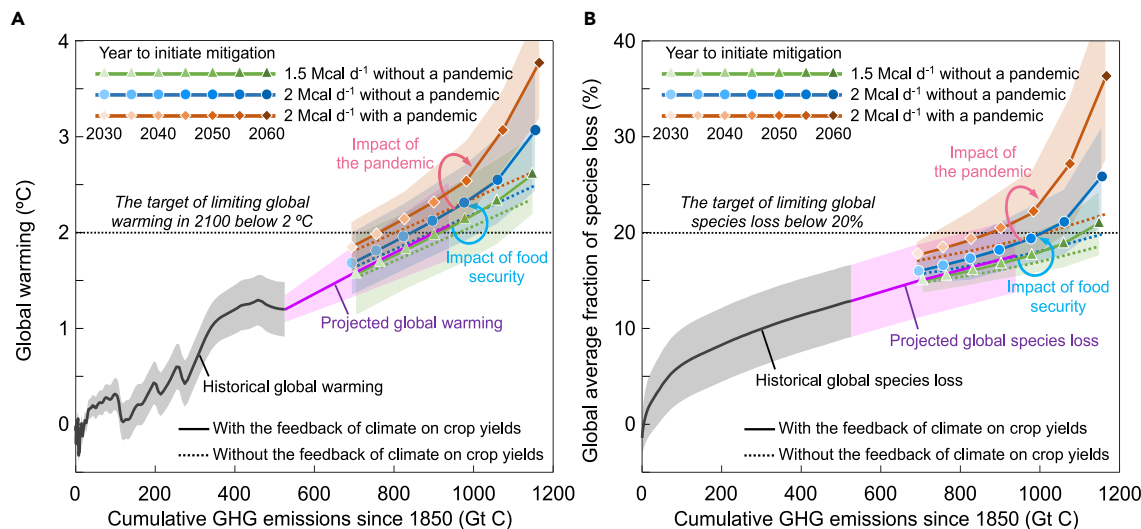 A
Global warming (ºC)
4
3
2
1
0
Year to initiate mitigation
1.5 Mcal d-1 without a pandemic
2 Mcal d-1 without a pandemic
2 Mcal d-1 with a pandemic
2030 2040 2050 2060
Impact of
the pandemic
The target of limiting global
warming in 2100 below 2 ºC
Impact of food
security
Projected global warming
Historical global warming
With the feedback of climate on crop yields
Without the feedback of climate on crop yields
0 200 400 600 800 1000 1200
Cumulative GHG emissions since 1850 (Gt C)
B
Global average fraction of species loss (%)
40
30
20
10
0
Year to initiate mitigation
1.5 Mcal d-1 without a pandemic
2 Mcal d-1 without a pandemic
2 Mcal d-1 with a pandemic
2030 2040 2050 2060
Impact of
the pandemic
The target of limiting global
species loss below 20%
Impact of food
security
Projected global species loss
Historical global species loss
With the feedback of climate on crop yields
Without the feedback of climate on crop yields
0 200 400 600 800 1000 1200
Cumulative GHG emissions since 1850 (Gt C)